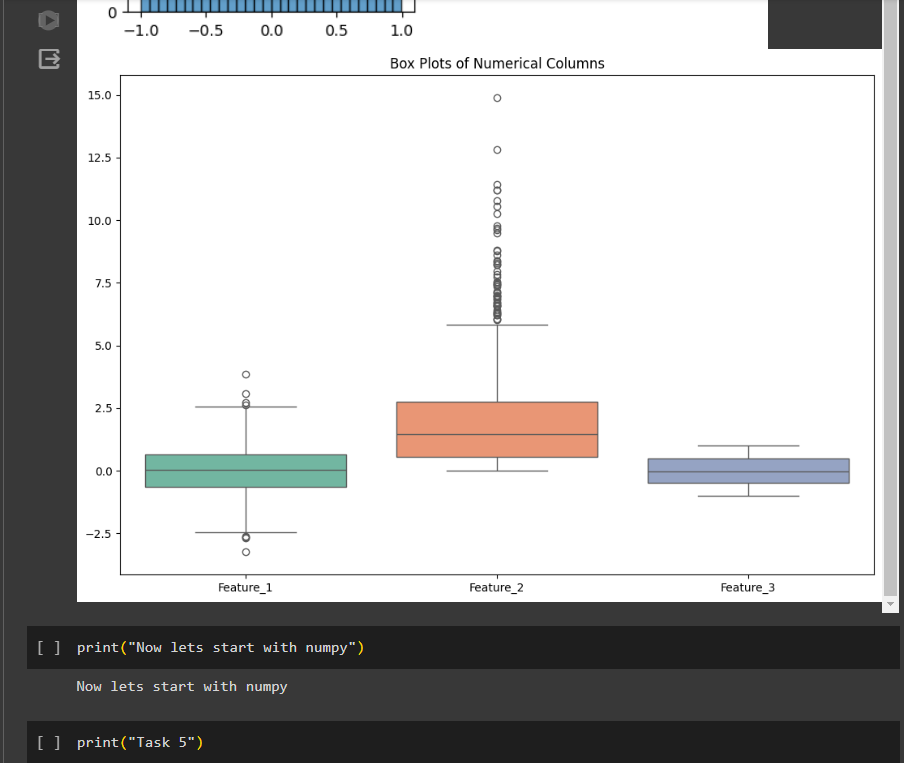 0
−1.0 −0.5 0.0 0.5 1.0
Box Plots of Numerical Columns
15.0
12.5
10.0
7.5
5.0
2.5
0.0
−2.5
Feature_1 Feature_2 Feature_3
[ ] print("Now lets start with numpy")
Now lets start with numpy
[ ] print("Task 5")